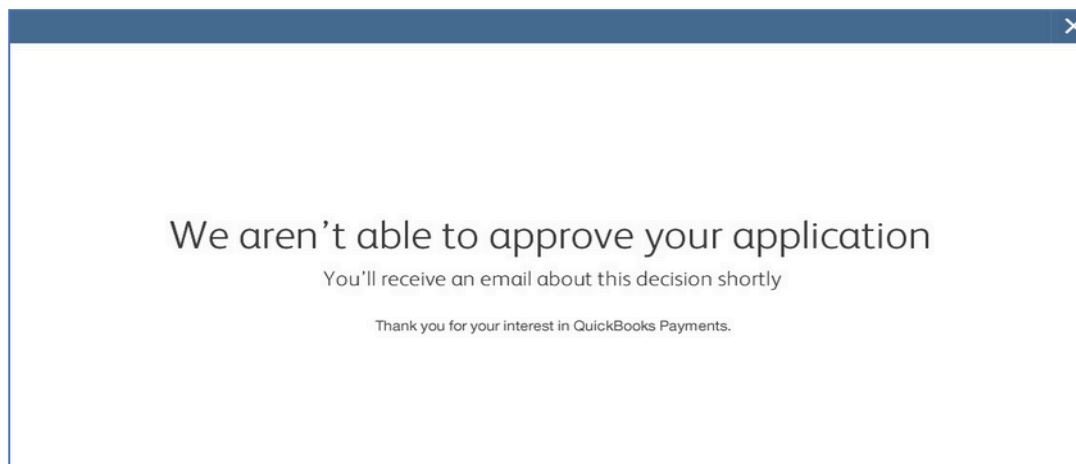 We aren’t able to approve your application
You’ll receive an email about this decision shortly
Thank you for your interest in QuickBooks Payments.